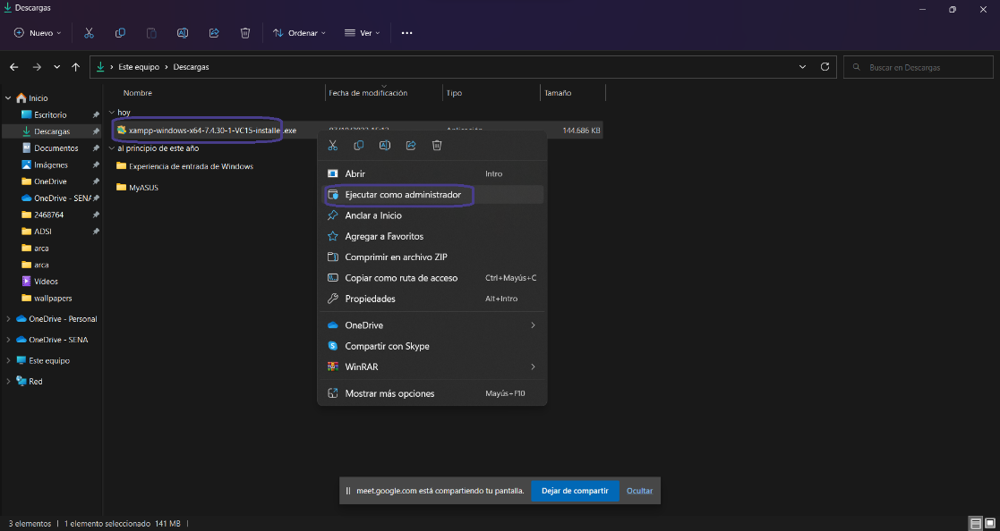 Descargas
Nuevo
Ordenar
Ver
Este equipo > Descargas
Buscar en Descargas
Nombre
Fecha de modificación
Tipo
Tamaño
Inicio
Escritorio
Descargas
Documentos
Imágenes
OneDrive
OneDrive - SENA
2468764
ADSI
arca
arca
Vídeos
wallpapers
OneDrive - Personal
OneDrive - SENA
Este equipo
Red
hoy
xampp-windows-x64-7.4.30-1-VC15-installe .exe
144.686 KB
al principio de este año
Experiencia de entrada de Windows
MyASUS
Abrir Intro
Ejecutar como administrador
Anclar a Inicio
Agregar a Favoritos
Comprimir en archivo ZIP
Copiar como ruta de acceso Ctrl+Mayús+C
Propiedades Alt+Intro
OneDrive
Compartir con Skype
WinRAR
Mostrar más opciones Mayús+F10
meet.google.com está compartiendo tu pantalla.
Dejar de compartir
Ocultar
3 elementos | 1 elemento seleccionado 141 MB |